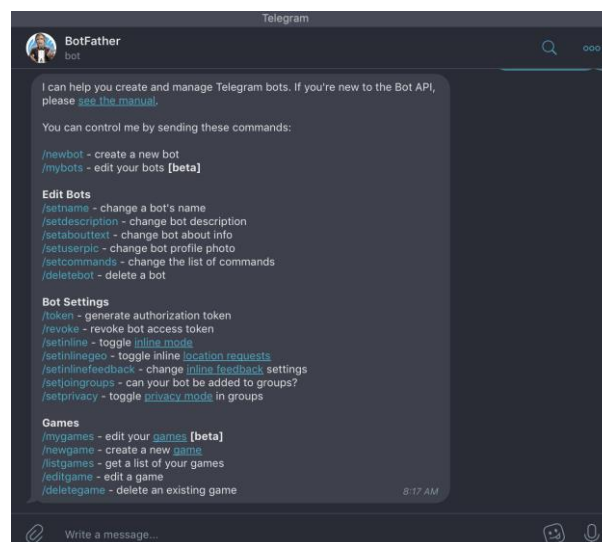 Telegram
BotFather
bot
I can help you create and manage Telegram bots. If you're new to the Bot API,
please see the manual.
You can control me by sending these commands:
/newbot - create a new bot
/mybots - edit your bots [beta]
Edit Bots
/setname - change a bot's name
/setdescription - change bot description
/setabouttext - change bot about info
/setuserpic - change bot profile photo
/setcommands - change the list of commands
/deletebot - delete a bot
Bot Settings
/token - generate authorization token
/revoke - revoke bot access token
/setinline - toggle inline mode
/setinlinegeo - toggle inline location requests
/setinlinefeedback - change inline feedback settings
/setjoingroups - can your bot be added to groups?
/setprivacy - toggle privacy mode in groups
Games
/mygames - edit your games [beta]
/newgame - create a new game
/listgames - get a list of your games
/editgame - edit a game
/deletegame - delete an existing game
8:17 AM
Write a message...